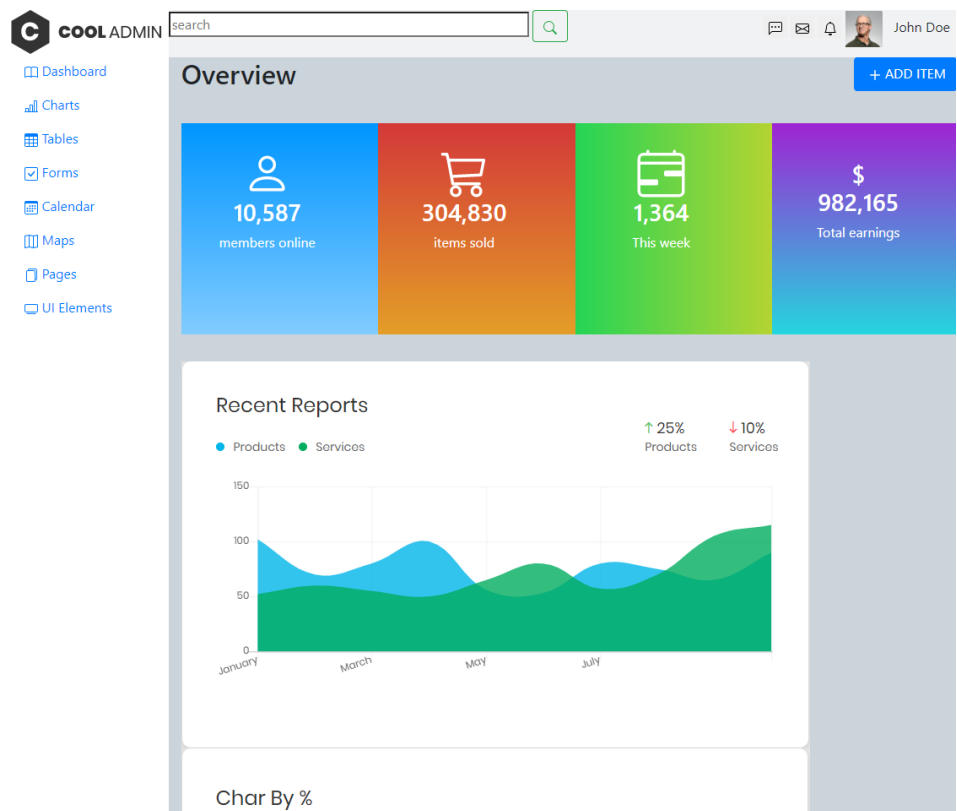 C COOL ADMIN
search
John Doe
Dashboard
Charts
Tables
Forms
Calendar
Maps
Pages
UI Elements
Overview
+ ADD ITEM
10,587
members online
304,830
items sold
1,364
This week
$
982,165
Total earnings
Recent Reports
Products Services
↑ 25% ↓ 10%
Products Services
150
100
50
0
January March May July
Char By %